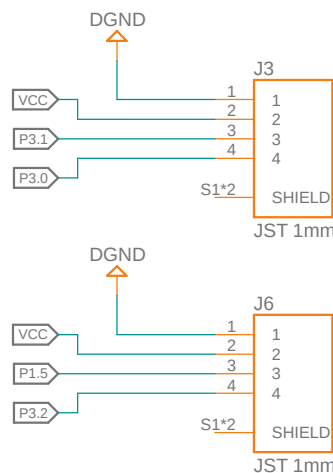 DGND
J3
VCC
1 1
2 2
P3.1
3 3
4 4
P3.0
S1*2 SHIELD
JST 1mm
DGND
J6
VCC
1 1
2 2
P1.5
3 3
4 4
P3.2
S1*2 SHIELD
JST 1mm